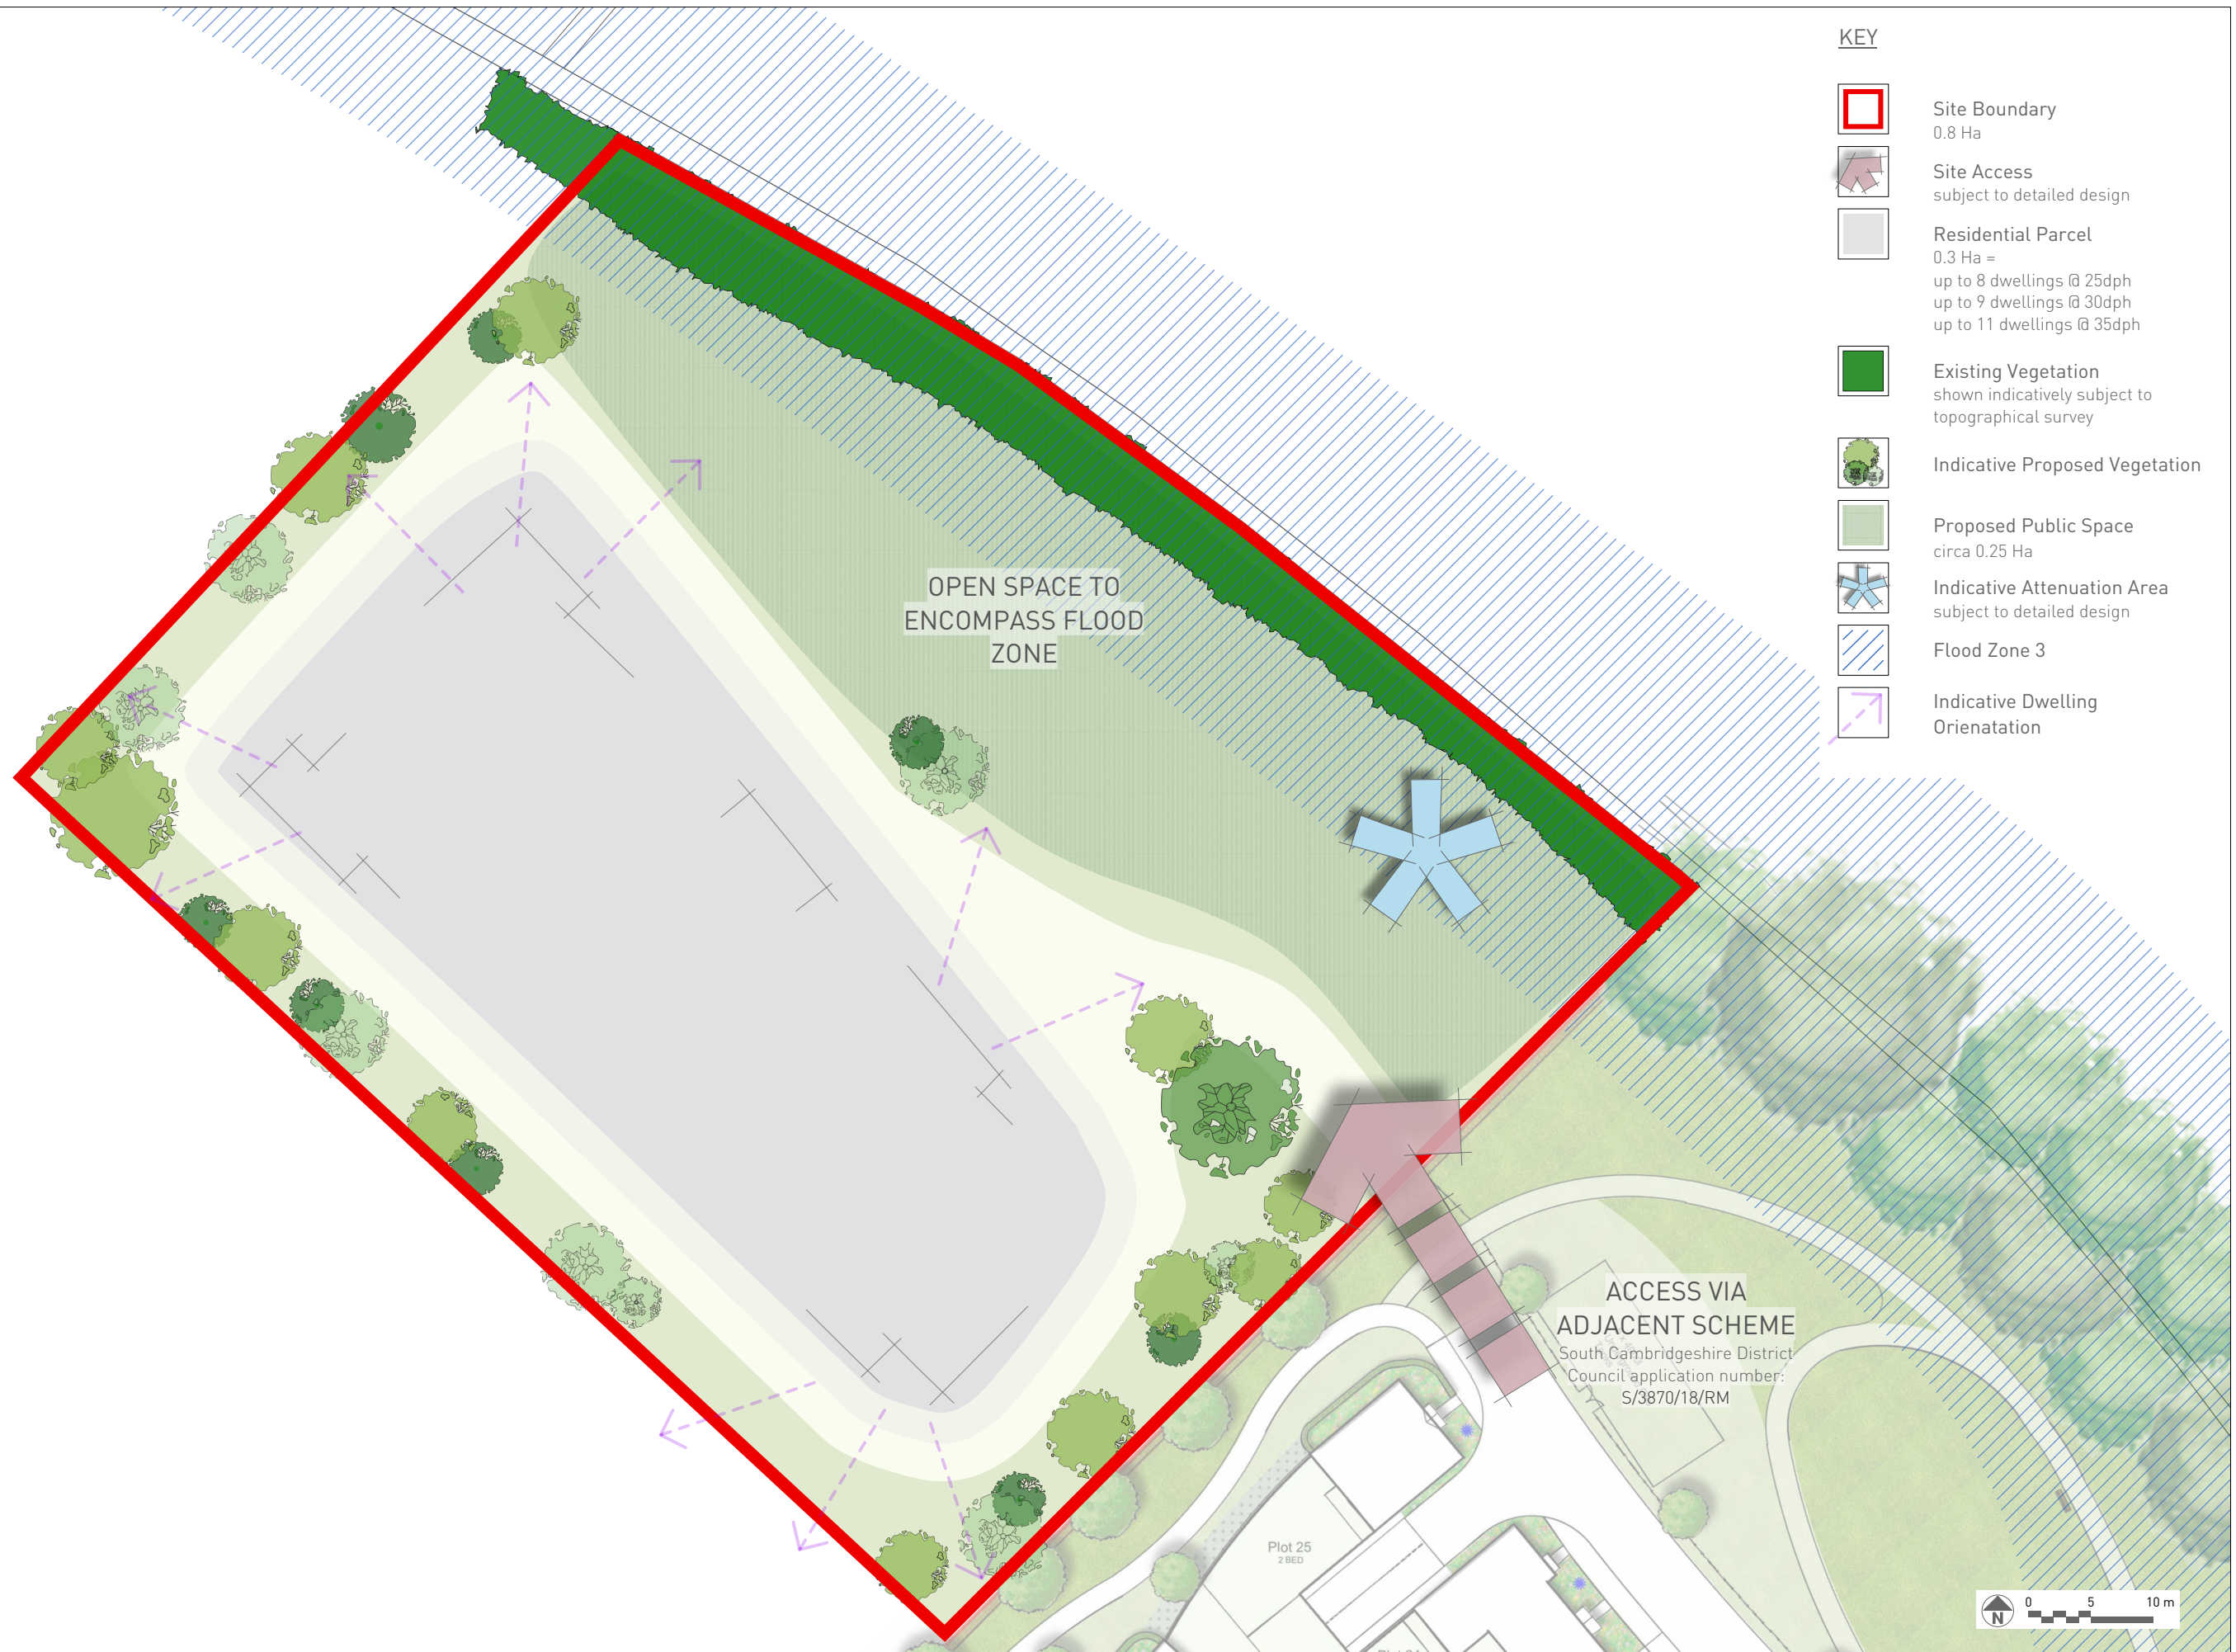 KEY
Site Boundary
0.8 Ha
Site Access
subject to detailed design
Residential Parcel
0.3 Ha =
up to 8 dwellings @ 25dph
up to 9 dwellings @ 30dph
up to 11 dwellings @ 35dph
Existing Vegetation
shown indicatively subject to
topographical survey
Indicative Proposed Vegetation
Proposed Public Space
circa 0.25 Ha
Indicative Attenuation Area
subject to detailed design
Flood Zone 3
Indicative Dwelling
Orienatation
OPEN SPACE TO
ENCOMPASS FLOOD
ZONE
ACCESS VIA
ADJACENT SCHEME
South Cambridgeshire District
Council application number:
S/3870/18/RM
Plot 25
2 BED
N
0 5 10 m